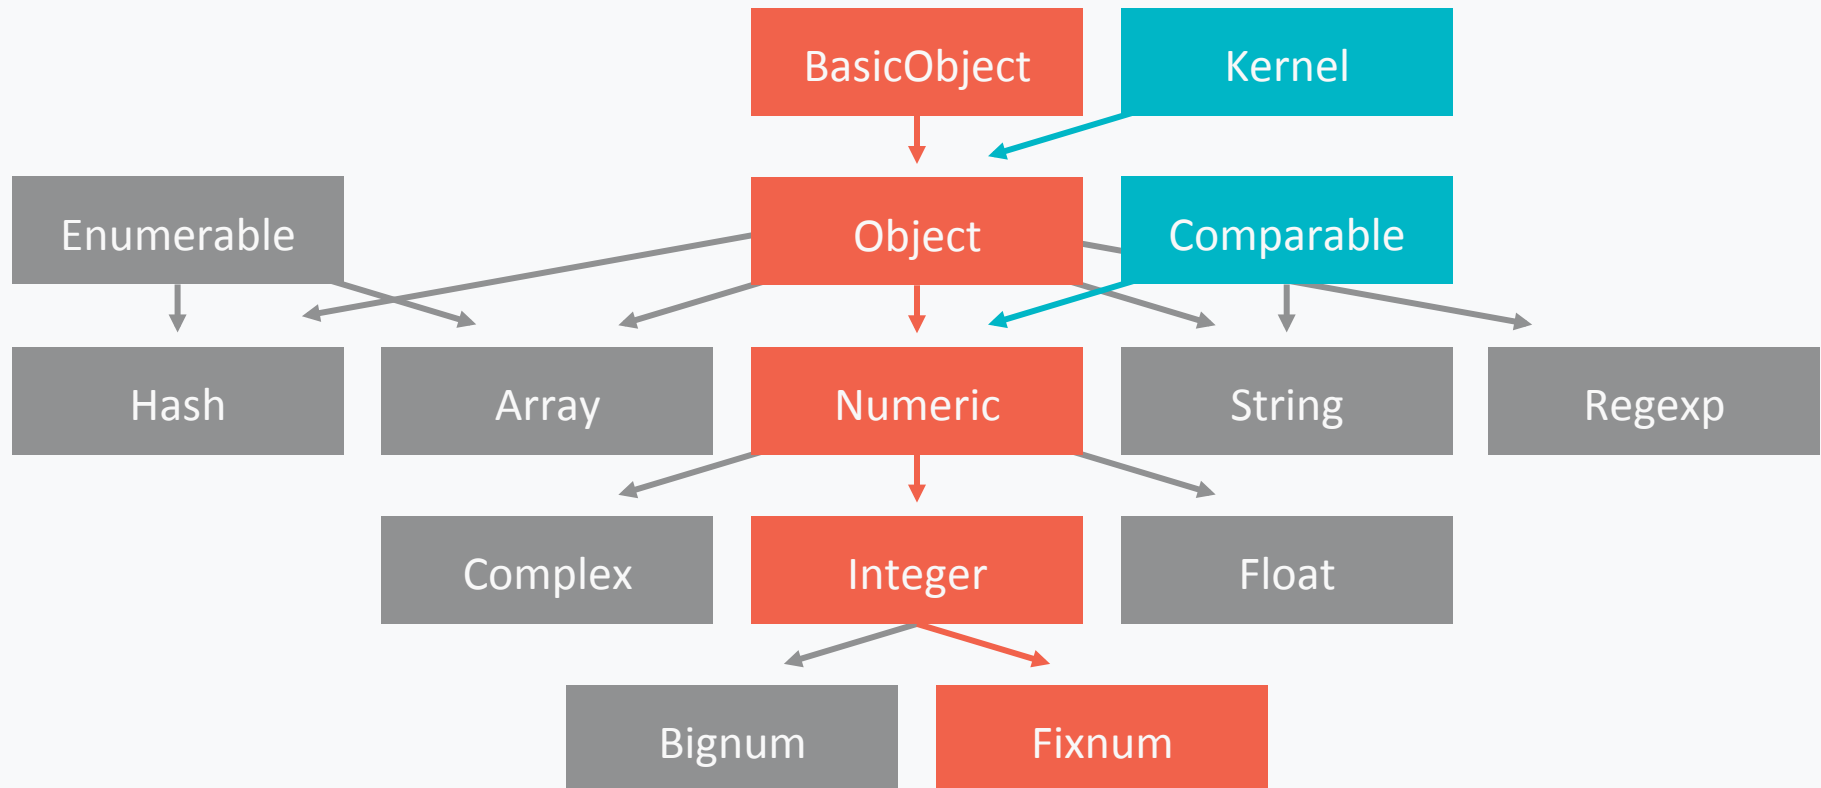 BasicObject
Kernel
Enumerable
Object
Comparable
Hash
Array
Numeric
String
Regexp
Complex
Integer
Float
Bignum
Fixnum